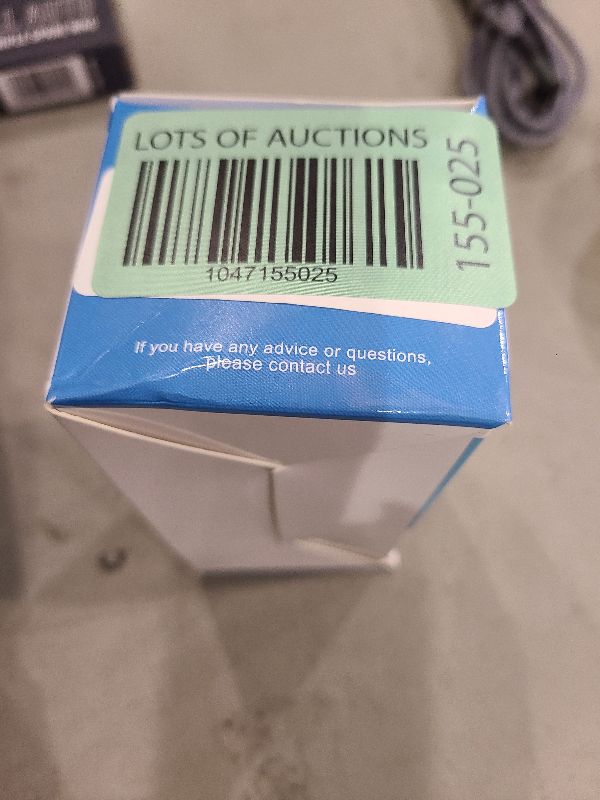 LOTS OF AUCTIONS
155-025
1047155025
If you have any advice or questions,
please contact us